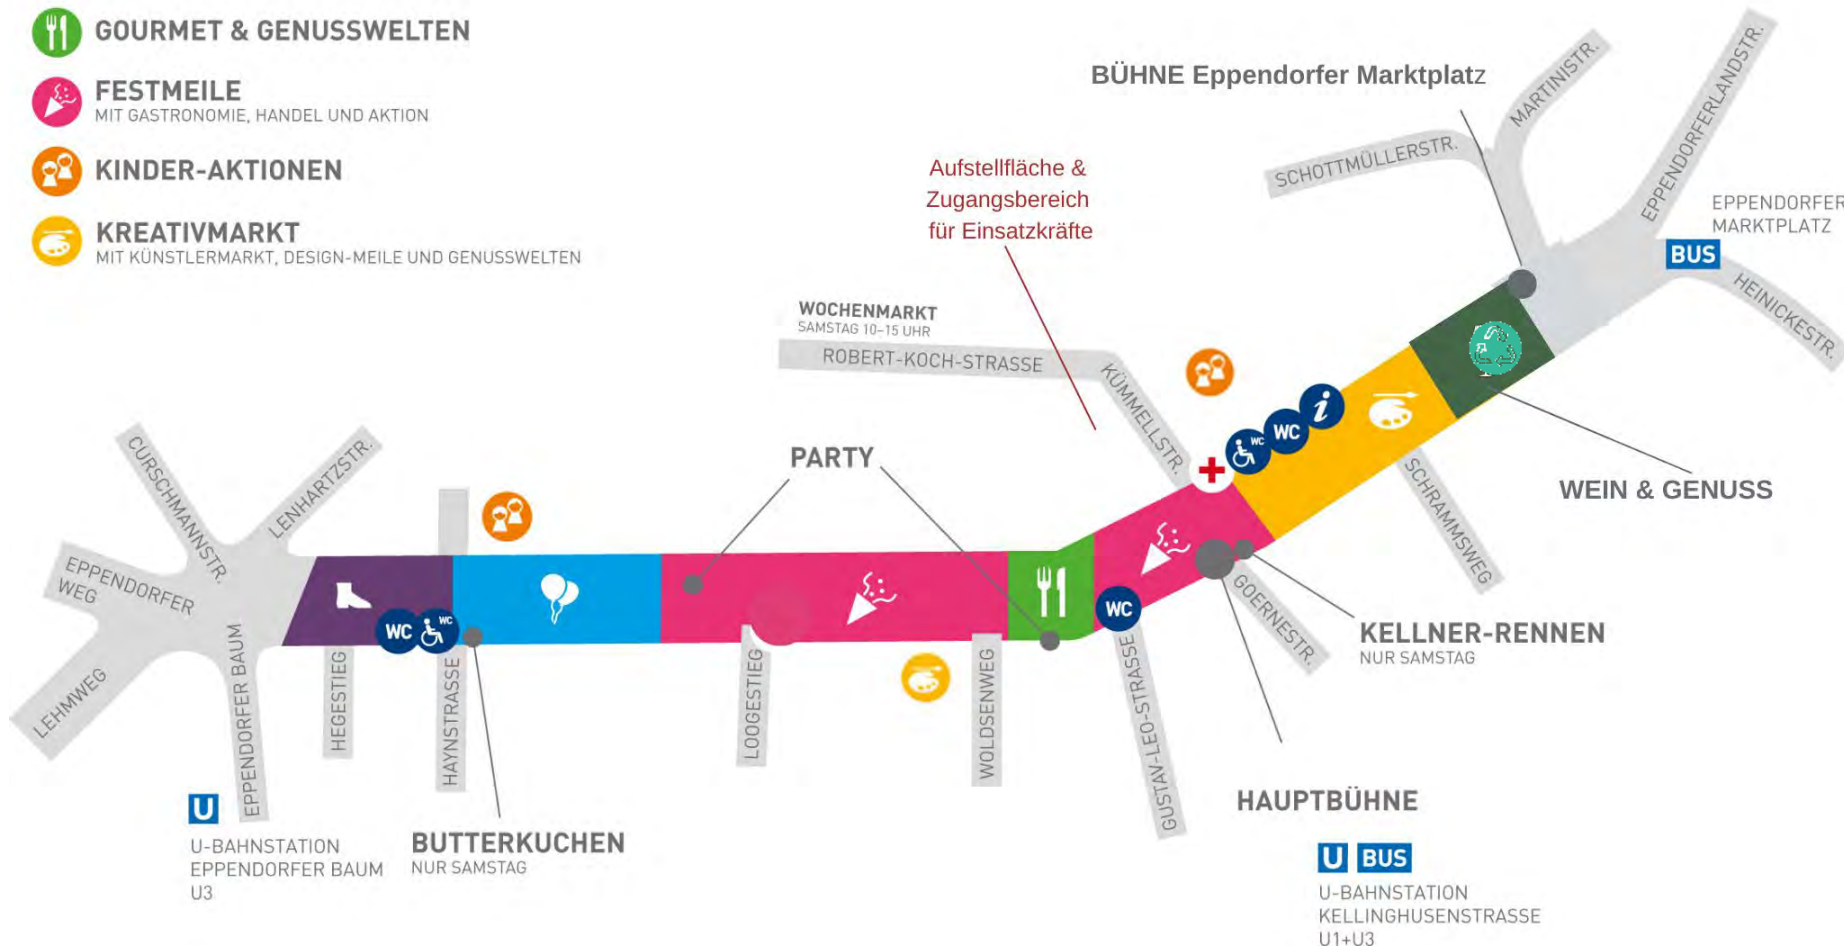 GOURMET & GENUSSWELTEN
FESTMEILE
MIT GASTRONOMIE, HANDEL UND AKTION
KINDER-AKTIONEN
KREATIVMARKT
MIT KÜNSTLERMARKT, DESIGN-MEILE UND GENUSSWELTEN
BÜHNE Eppendorfer Marktplatz
MARTINISTR.
EPPENDORFERLANDSTR.
SCHOTTMÜLLERSTR.
Aufstellfläche &
Zugangsbereich
für Einsatzkräfte
EPPENDORFER
MARKTPLATZ
BUS
HEINICKESTR.
WOCHENMARKT
SAMSTAG 10–15 UHR
ROBERT-KOCH-STRASSE
KÜMMELLSTR.
WC
WC
i
PARTY
CURSCHMANNSTR.
LENHARTZSTR.
SCHRAMMSWEG
WEIN & GENUSS
EPPENDORFER
WEG
LEHMWEG
EPPENDORFER BAUM
HEGESTIEG
WC
WC
HAYNSTRASSE
LOOGESTIEG
WOLDSENWEG
WC
GUSTAV-LEO-STRASSE
GOERNESTR.
KELLNER-RENNEN
NUR SAMSTAG
HAUPTBÜHNE
U
U-BAHNSTATION
EPPENDORFER BAUM
U3
BUTTERKUCHEN
NUR SAMSTAG
U BUS
U-BAHNSTATION
KELLINGHUSENSTRASSE
U1+U3